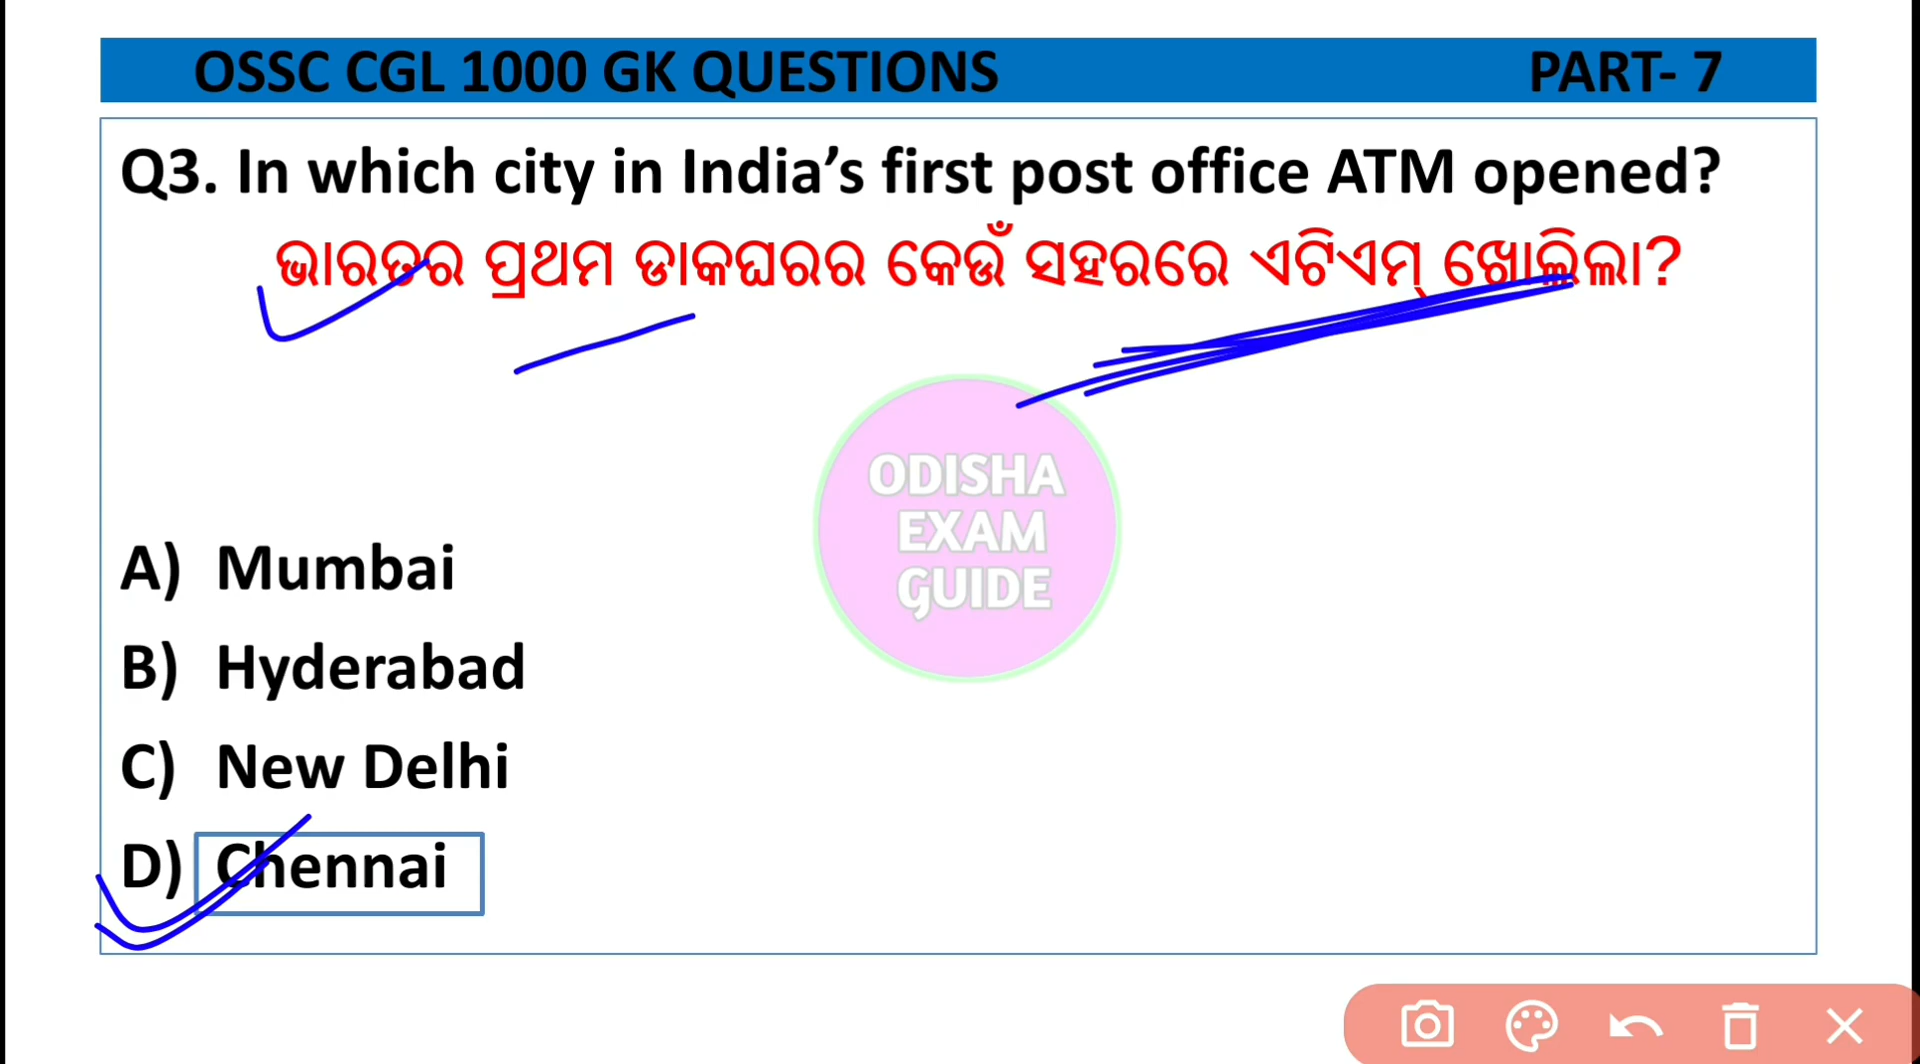 OSSC CGL 1000 GK QUESTIONS PART- 7
Q3. In which city in India’s first post office ATM opened?
ଭାରତର ପ୍ରଥମ ଡାକଘରର କେଉଁ ସହରରେ ଏଟିଏମ୍ ଖୋଲିଲା?
ODISHA
EXAM
GUIDE
A) Mumbai
B) Hyderabad
C) New Delhi
D) Chennai